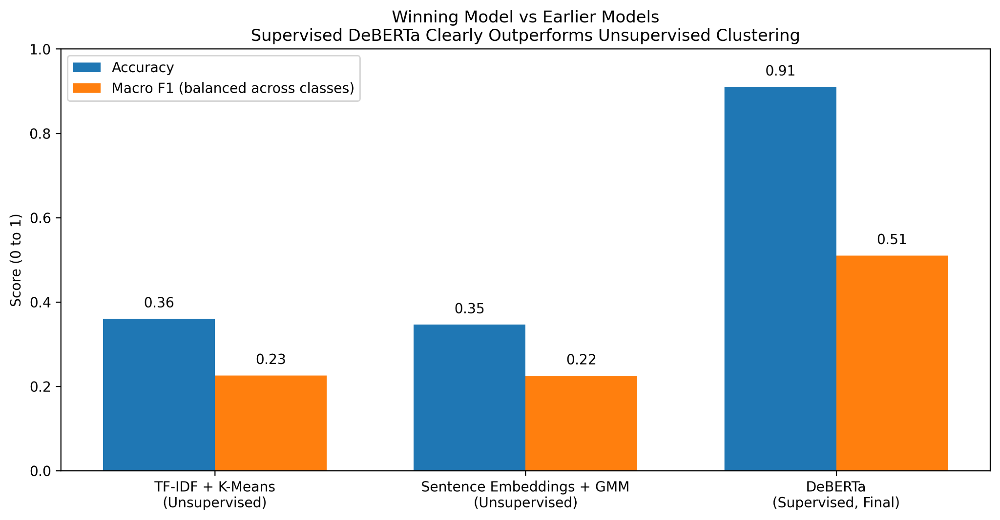 Winning Model vs Earlier Models
Supervised DeBERTa Clearly Outperforms Unsupervised Clustering
Accuracy
Macro F1 (balanced across classes)
Score (0 to 1)
1.0
0.8
0.6
0.4
0.2
0.0
0.36
0.23
0.35
0.22
0.91
0.51
TF-IDF + K-Means
(Unsupervised)
Sentence Embeddings + GMM
(Unsupervised)
DeBERTa
(Supervised, Final)